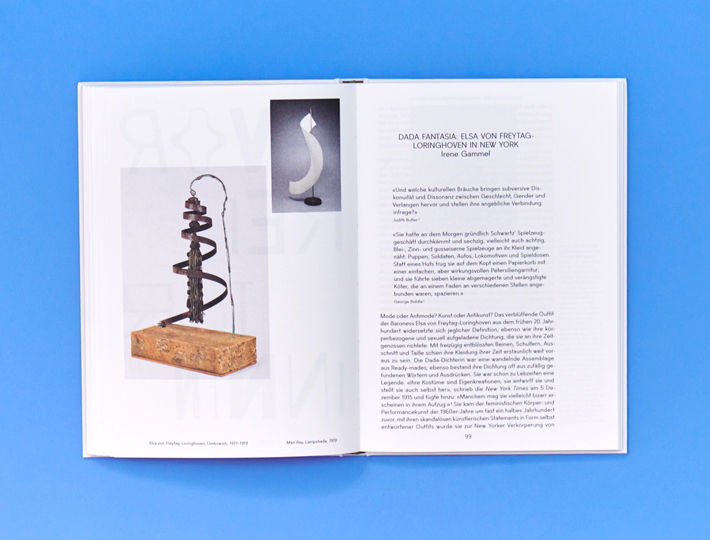 Elsa von Freytag-Loringhoven, Limbswish, 1917–1919
Man Ray, Lampshade, 1919
DADA FANTASIA: ELSA VON FREYTAG-
LORINGHOVEN IN NEW YORK
Irene Gammel
«Und welche kulturellen Bräuche bringen subversive Dis-
konuität und Dissonanz zwischen Geschlecht, Gender und
Verlangen hervor und stellen ihre angebliche Verbindung
infrage?»
Judith Butler¹
«Sie hatte an dem Morgen gründlich Schwartz’ Spielzeug-
geschäft durchkämmt und sechzig, vielleicht auch achtzig,
Blei-, Zinn- und gusseiserne Spielzeuge an ihr Kleid ange-
näht: Puppen, Soldaten, Autos, Lokomotiven und Spieldosen.
Statt eines Huts trug sie auf dem Kopf einen Papierkorb mit
einer einfachen, aber wirkungsvollen Petersiliengarnitur;
und sie führte sieben kleine abgemagerte und verängstigte
Köter, die an einem Faden an verschiedenen Stellen ange-
bunden waren, spazieren.»
George Biddle²
Mode oder Antimode? Kunst oder Antikunst? Das verblüffende Outfit
der Baroness Elsa von Freytag-Loringhoven aus dem frühen 20. Jahr-
hundert widersetzte sich jeglicher Definition, ebenso wie ihre kör-
perbezogene und sexuell aufgeladene Dichtung, die sie an ihre Zeit-
genossen richtete. Mit freizügig entblössten Beinen, Schultern, Aus-
schnitt und Taille schien ihre Kleidung ihrer Zeit erstaunlich weit vor-
aus zu sein. Die Dada-Dichterin war eine wandelnde Assemblage
aus Ready-mades; ebenso bestand ihre Dichtung oft aus zufällig ge-
fundenen Wörtern und Ausdrücken. Sie war schon zu Lebzeiten eine
Legende. «Ihre Kostüme sind Eigenkreationen, sie entwirft sie und
stellt sie auch selbst her», schrieb die New York Times am 5. De-
zember 1915 und fügte hinzu: «Manchem mag sie vielleicht bizarr er-
scheinen in ihrem Aufzug.» Sie kam der feministischen Körper- und
Performancekunst der 1960er-Jahre um fast ein halbes Jahrhundert
zuvor, mit ihren skandalösen künstlerischen Statements in Form selbst
entworfener Outfits wurde sie zur New Yorker Verkörperung von
99